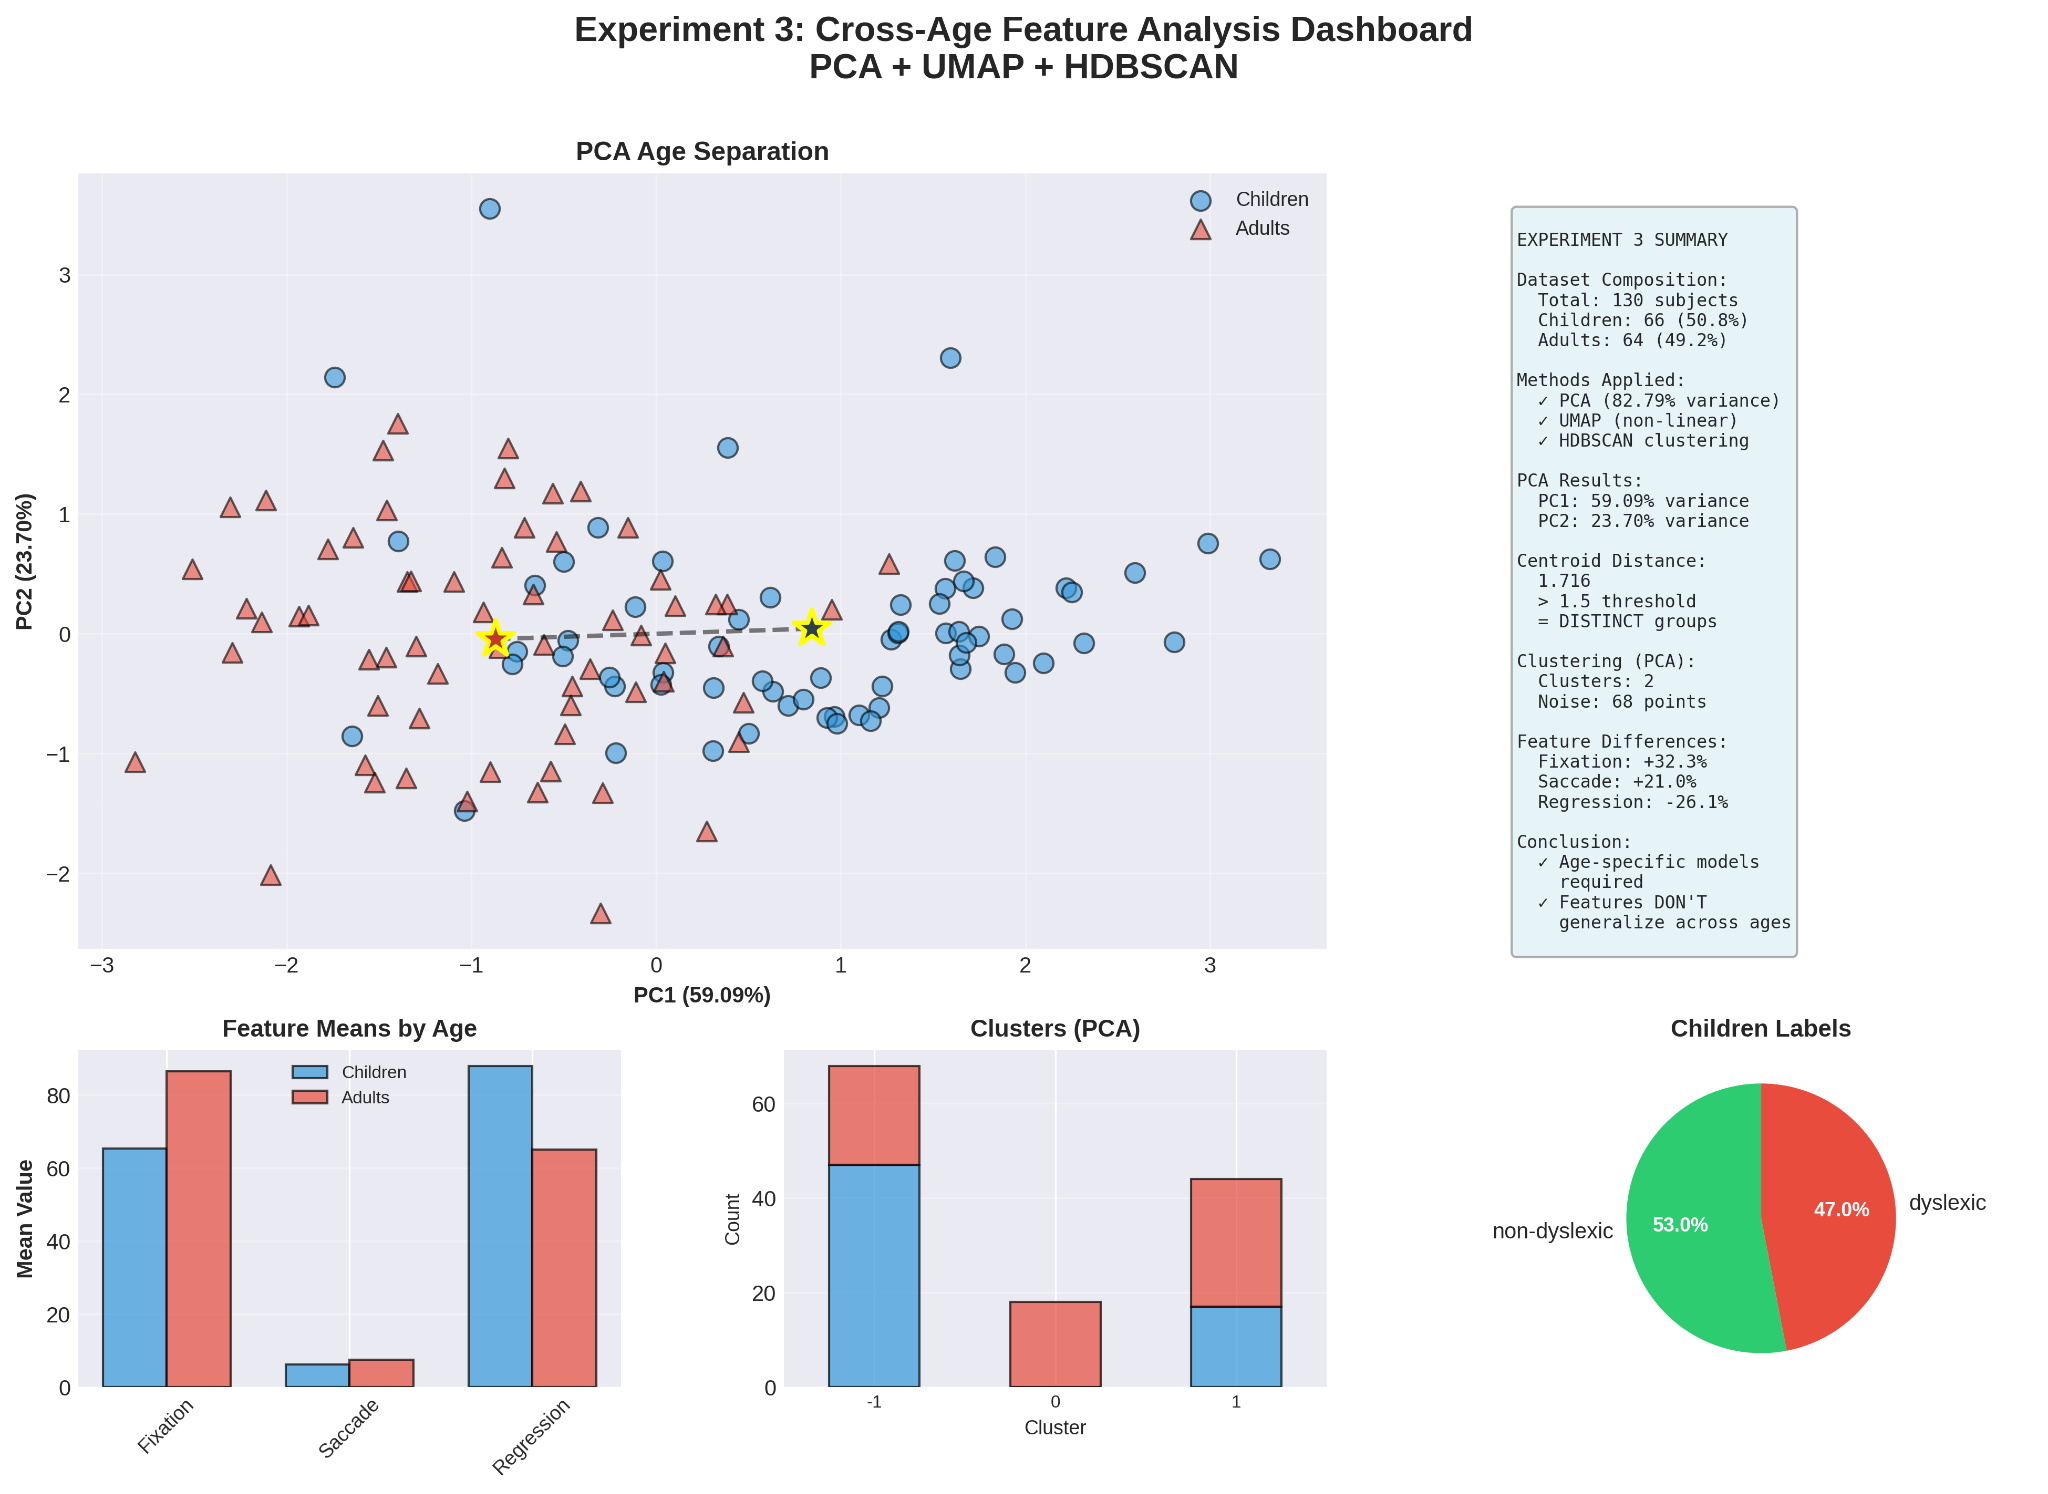 Experiment 3: Cross-Age Feature Analysis Dashboard
PCA + UMAP + HDBSCAN
PCA Age Separation
Children
Adults
PC2 (23.70%)
3
2
1
0
−1
−2
−3
−2
−1
0
1
2
3
PC1 (59.09%)
EXPERIMENT 3 SUMMARY
Dataset Composition:
Total: 130 subjects
Children: 66 (50.8%)
Adults: 64 (49.2%)
Methods Applied:
✓ PCA (82.79% variance)
✓ UMAP (non-linear)
✓ HDBSCAN clustering
PCA Results:
PC1: 59.09% variance
PC2: 23.70% variance
Centroid Distance:
1.716
> 1.5 threshold
= DISTINCT groups
Clustering (PCA):
Clusters: 2
Noise: 68 points
Feature Differences:
Fixation: +32.3%
Saccade: +21.0%
Regression: -26.1%
Conclusion:
✓ Age-specific models
required
✓ Features DON'T
generalize across ages
Feature Means by Age
Children
Adults
Mean Value
80
60
40
20
0
Fixation
Saccade
Regression
Clusters (PCA)
Count
60
40
20
0
-1
0
1
Cluster
Children Labels
non-dyslexic
53.0%
47.0%
dyslexic